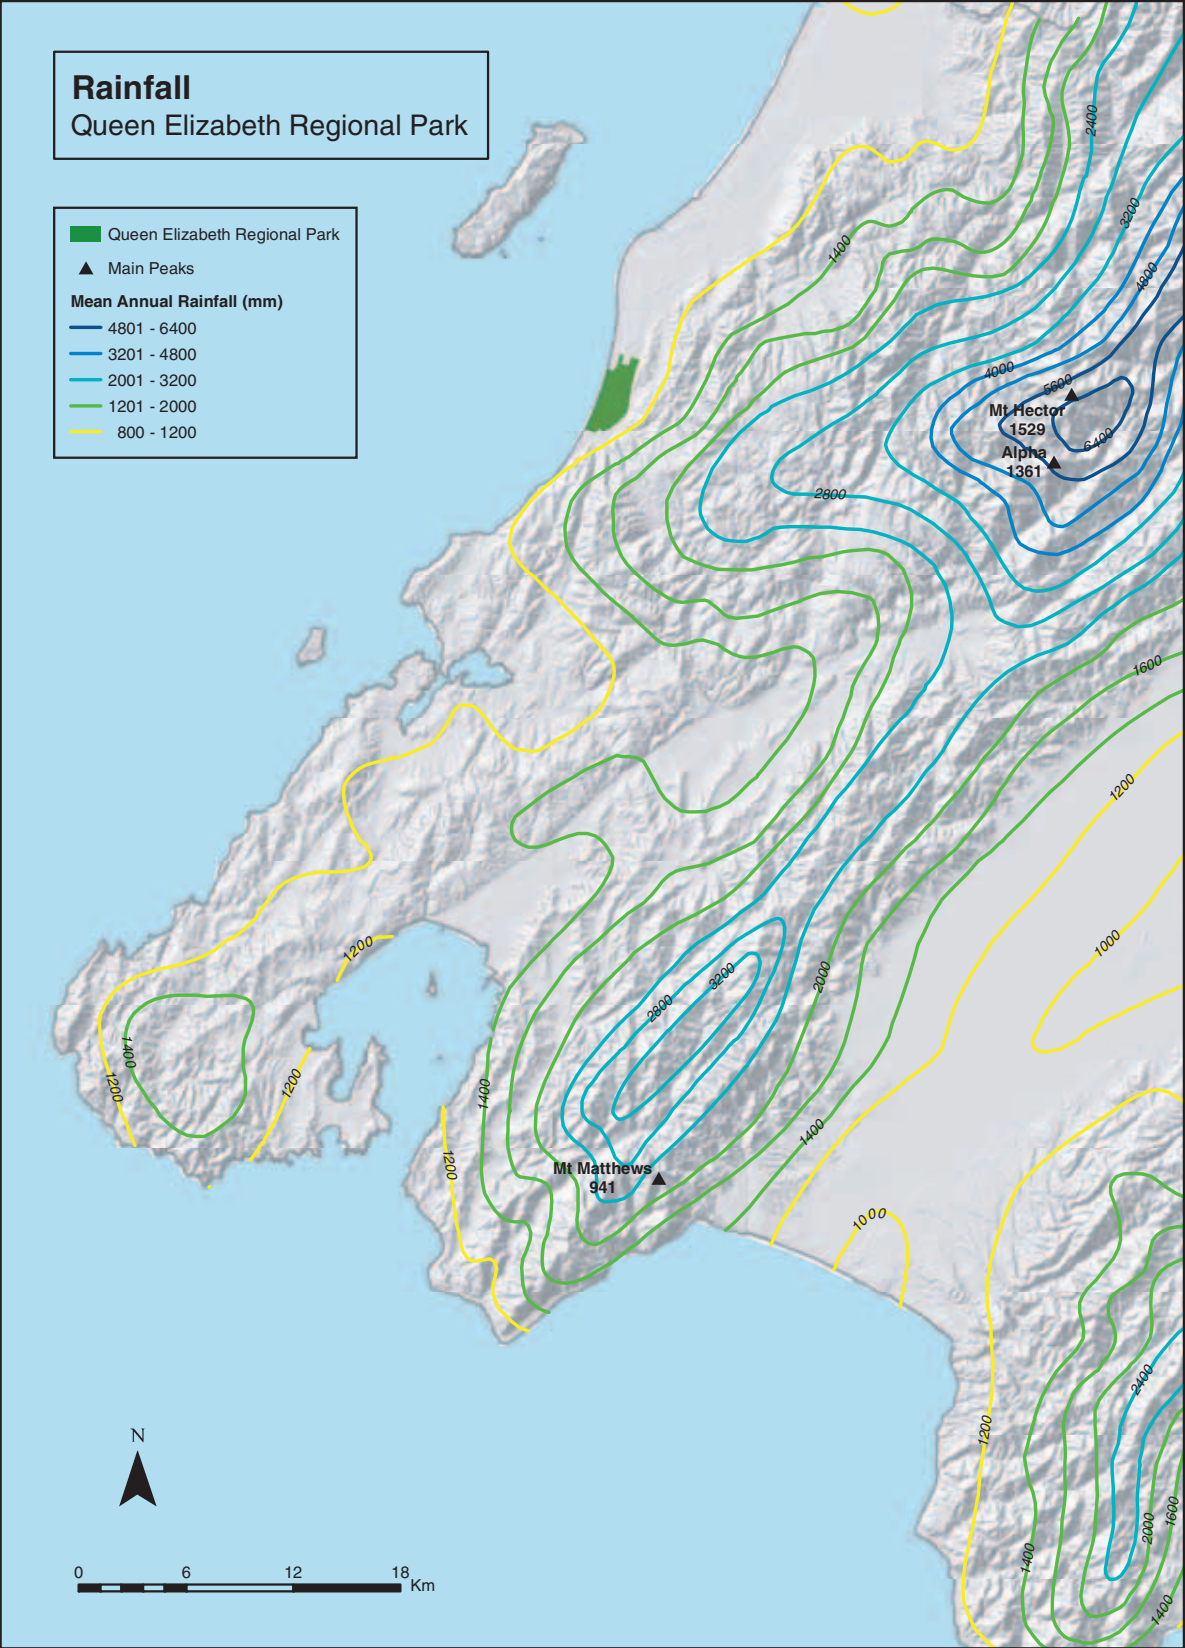 Rainfall
Queen Elizabeth Regional Park
Queen Elizabeth Regional Park
Main Peaks
Mean Annual Rainfall (mm)
4801 - 6400
3201 - 4800
2001 - 3200
1201 - 2000
800 - 1200
2400
3200
1400
4800
4000
5600
Mt Hector
1529
6400
Alpha
1361
2800
1600
1200
1000
1200
2000
3200
2800
1400
1200
1200
1400
1400
1200
Mt Matthews
941
1000
2400
1200
N
1600
2000
1400
1400
0 6 12 18
Km